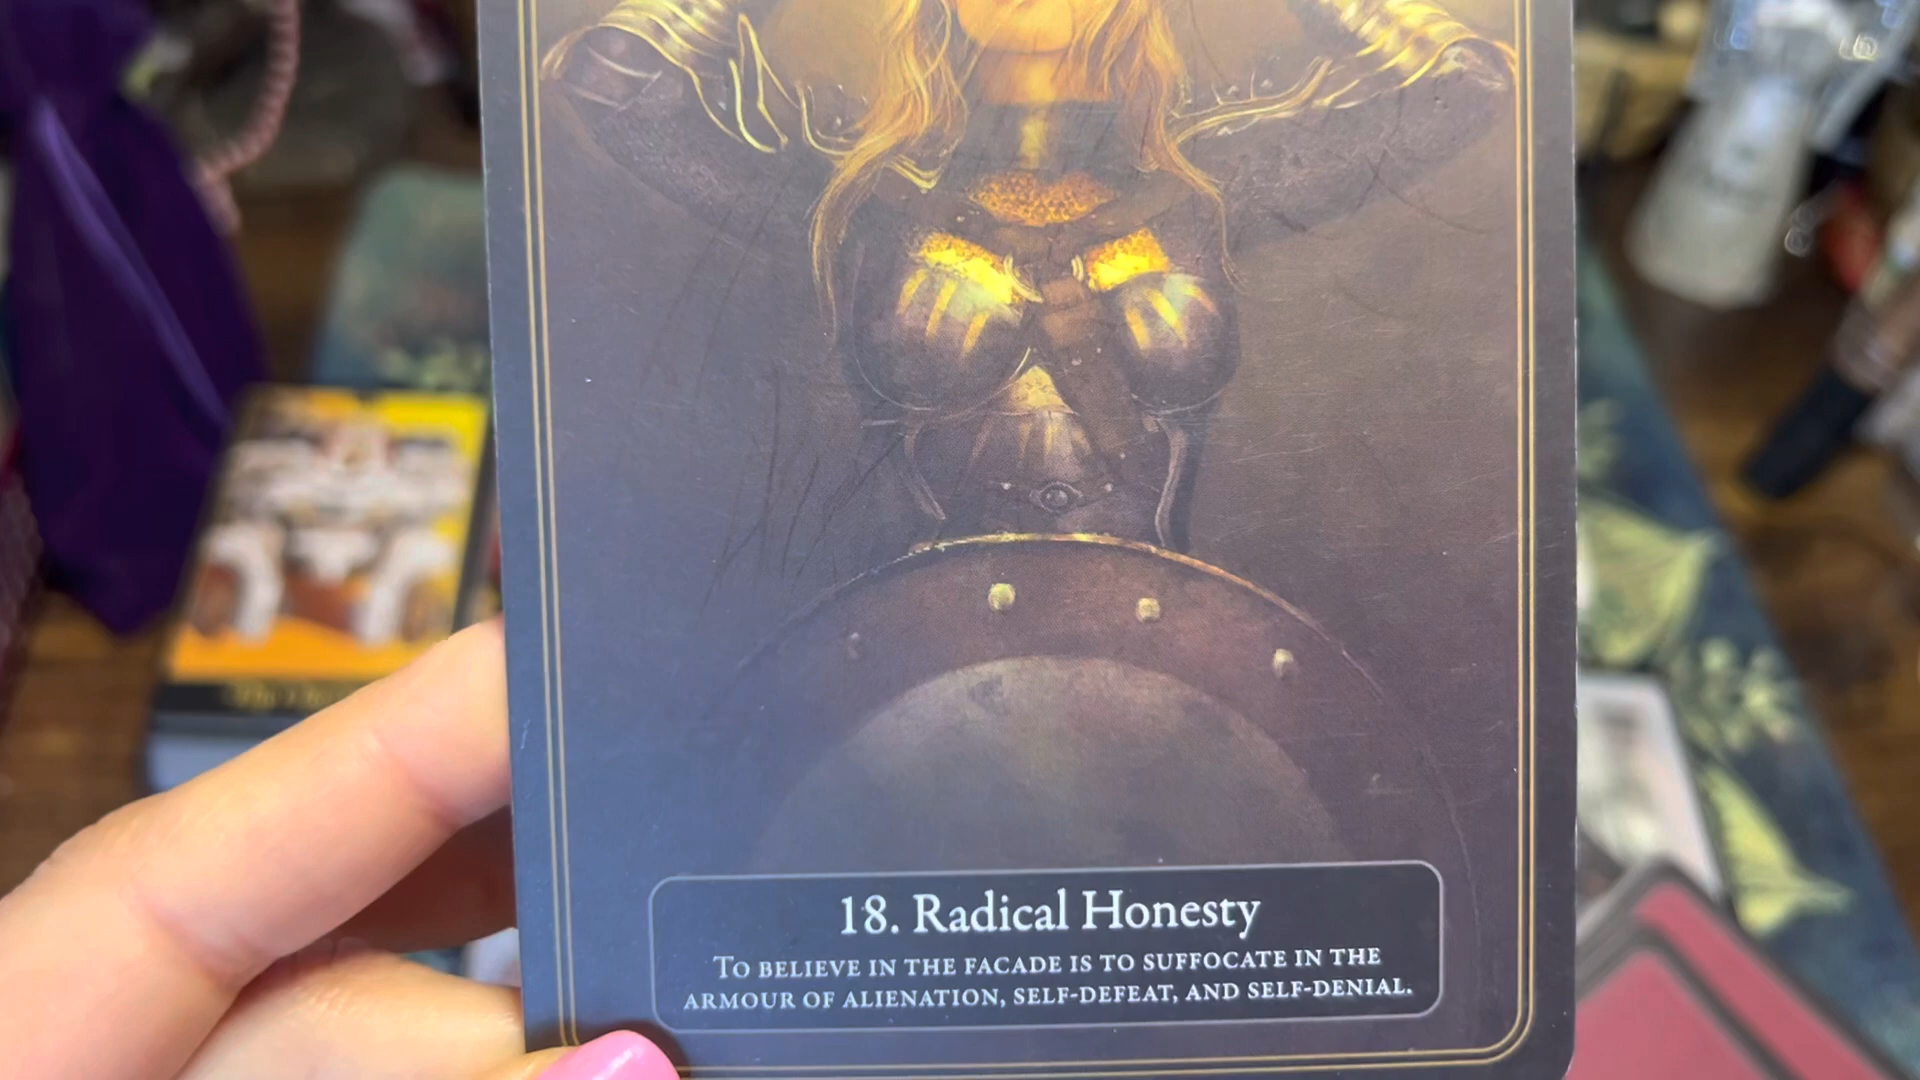 18. Radical Honesty
To believe in the facade is to suffocate in the
armour of alienation, self-defeat, and self-denial.